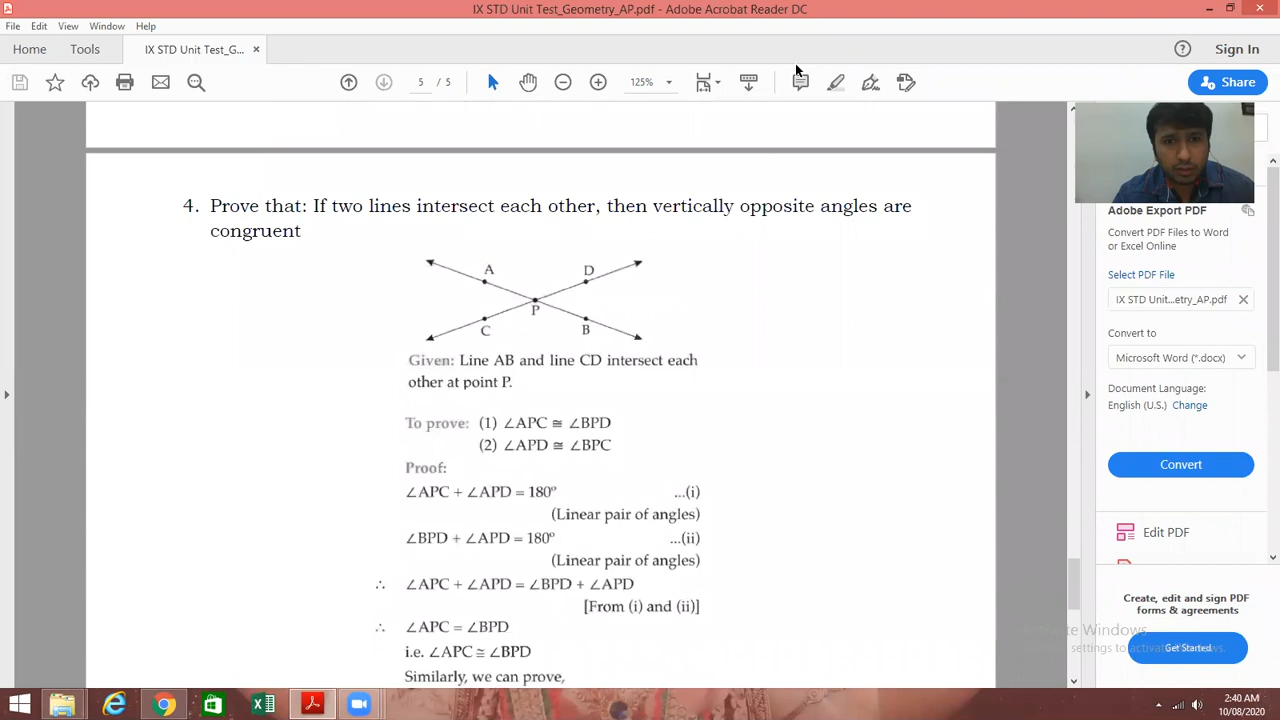 IX STD Unit Test_Geometry_AP.pdf - Adobe Acrobat Reader DC
File Edit View Window Help
Home Tools IX STD Unit Test_G... × Sign In
5 / 5 125% Share
4. Prove that: If two lines intersect each other, then vertically opposite angles are
congruent
A D
P
C B
Given: Line AB and line CD intersect each
other at point P.
To prove: (1) ∠APC ≅ ∠BPD
(2) ∠APD ≅ ∠BPC
Proof:
∠APC + ∠APD = 180° ...(i)
(Linear pair of angles)
∠BPD + ∠APD = 180° ...(ii)
(Linear pair of angles)
∴ ∠APC + ∠APD = ∠BPD + ∠APD
[From (i) and (ii)]
∴ ∠APC = ∠BPD
i.e. ∠APC ≅ ∠BPD
Similarly, we can prove,
Adobe Export PDF
Convert PDF Files to Word
or Excel Online
Select PDF File
IX STD Unit...etry_AP.pdf
Convert to
Microsoft Word (*.docx)
Document Language:
English (U.S.) Change
Convert
Edit PDF
Create, edit and sign PDF
forms & agreements
Get Started
2:40 AM
10/08/2020